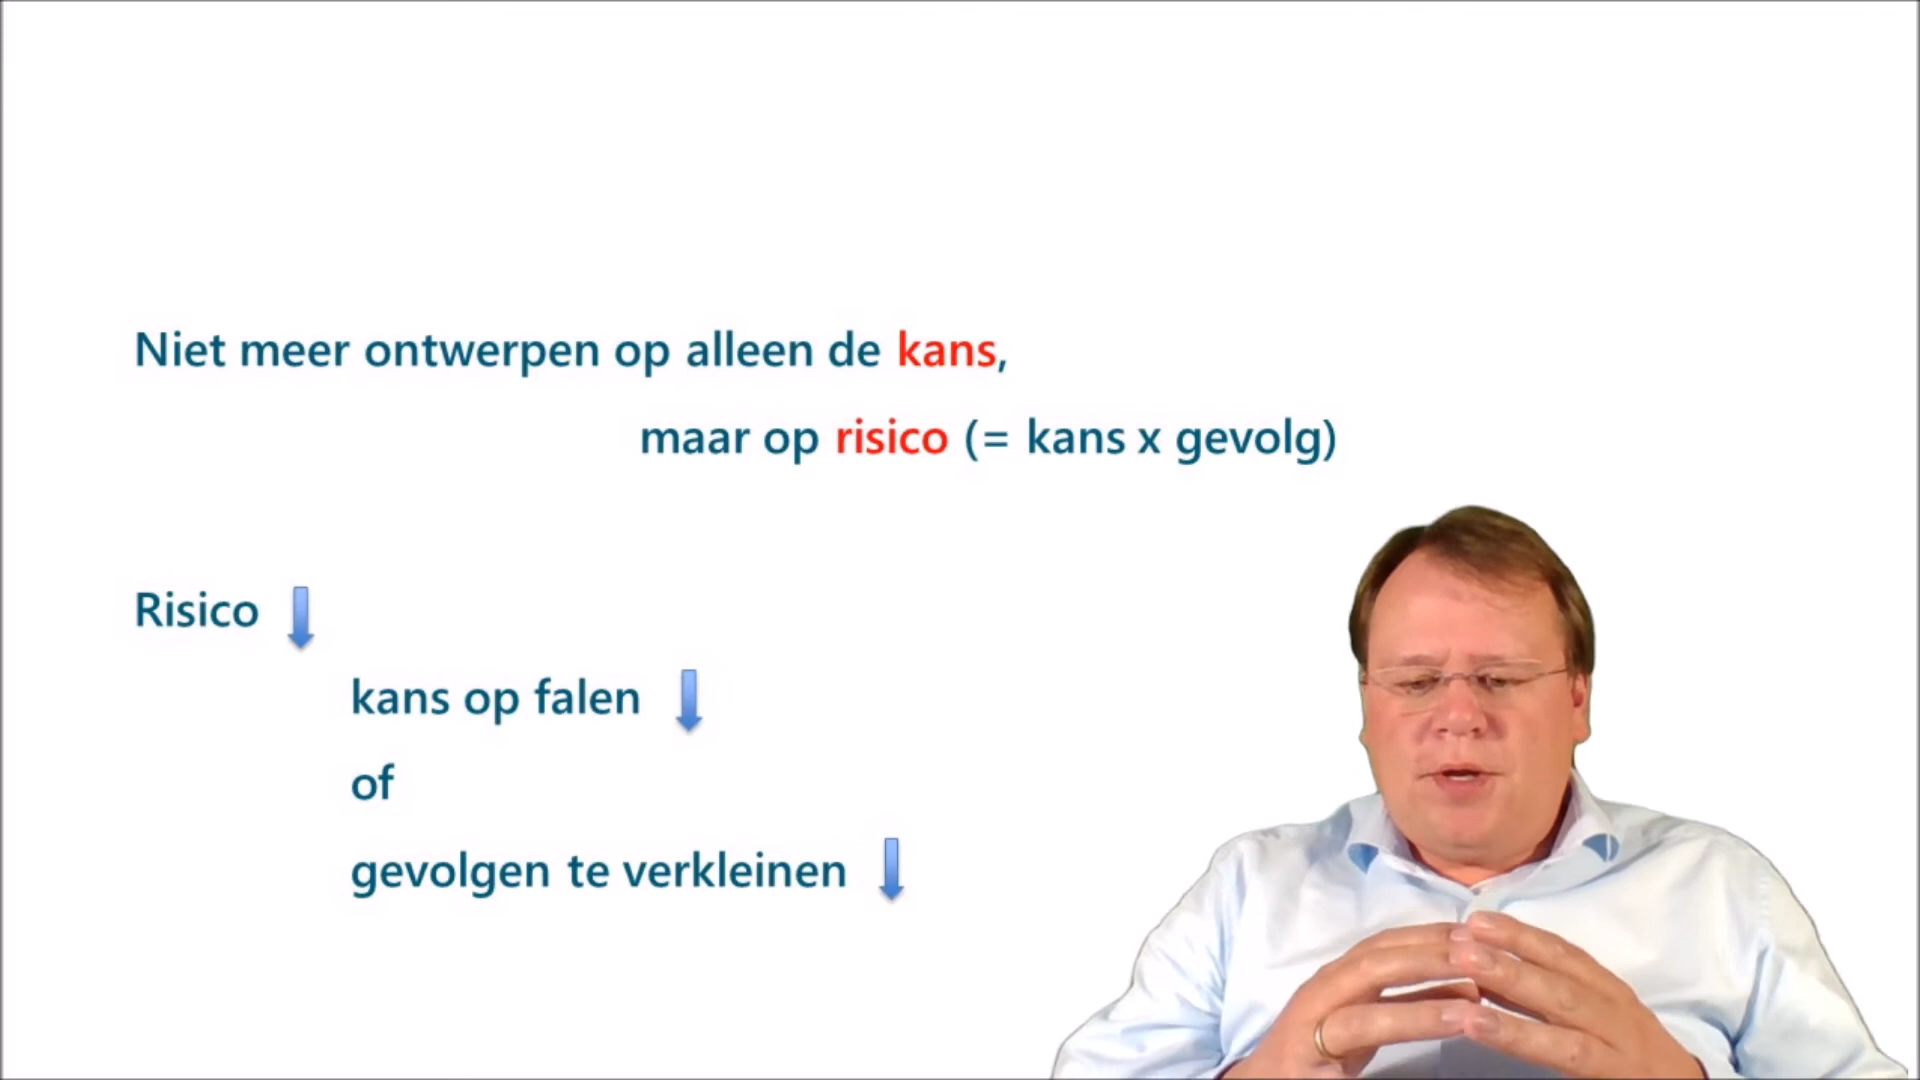 Niet meer ontwerpen op alleen de kans,
maar op risico (= kans x gevolg)
Risico
kans op falen
of
gevolgen te verkleinen